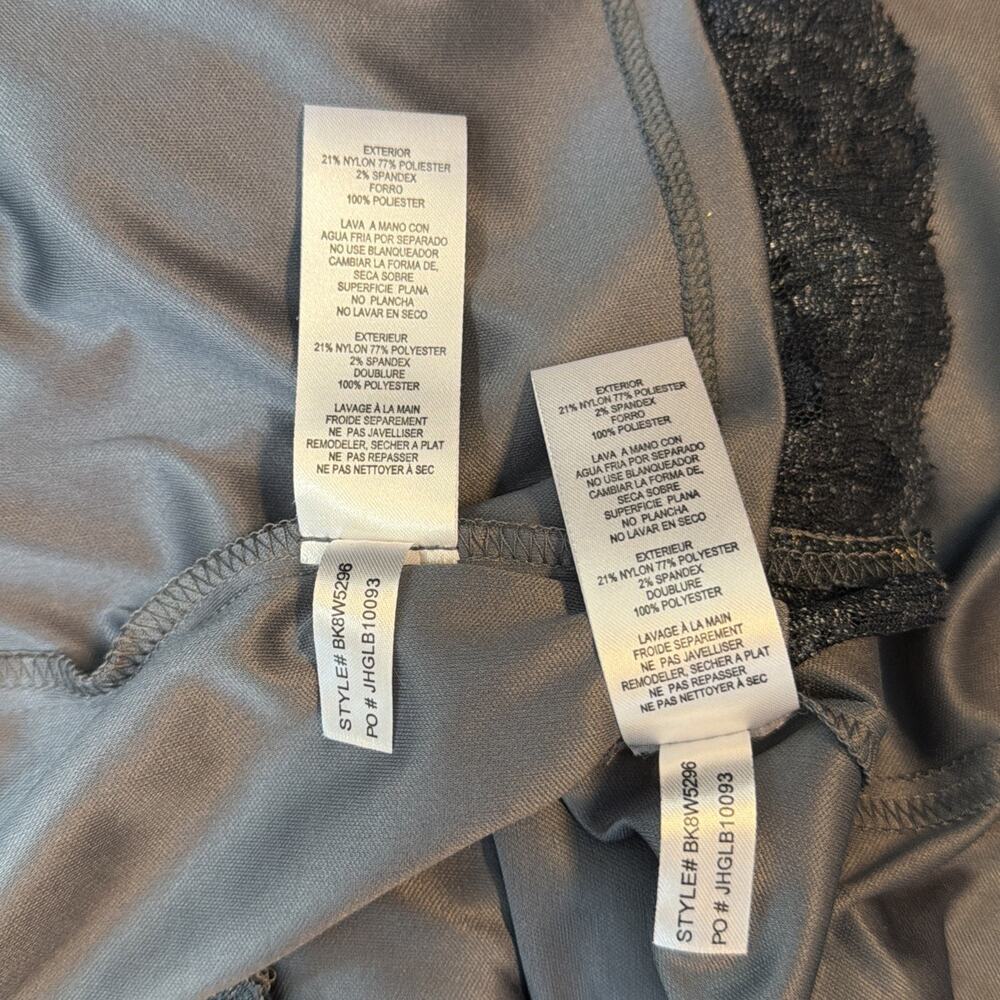 EXTERIOR
21% NYLON 77% POLIESTER
2% SPANDEX
FORRO
100% POLIESTER
LAVA A MANO CON
AGUA FRIA POR SEPARADO
NO USE BLANQUEADOR
CAMBIAR LA FORMA DE,
SECA SOBRE
SUPERFICIE PLANA
NO PLANCHA
NO LAVAR EN SECO
EXTERIEUR
21% NYLON 77% POLYESTER
2% SPANDEX
DOUBLURE
100% POLYESTER
LAVAGE À LA MAIN
FROIDE SEPAREMENT
NE PAS JAVELLISER
REMODELER, SECHER A PLAT
NE PAS REPASSER
NE PAS NETTOYER À SEC
STYLE# BK8W5296
PO # JHGLB10093
EXTERIOR
21% NYLON 77% POLIESTER
2% SPANDEX
FORRO
100% POLIESTER
LAVA A MANO CON
AGUA FRIA POR SEPARADO
NO USE BLANQUEADOR
CAMBIAR LA FORMA DE,
SECA SOBRE
SUPERFICIE PLANA
NO PLANCHA
NO LAVAR EN SECO
EXTERIEUR
21% NYLON 77% POLYESTER
2% SPANDEX
DOUBLURE
100% POLYESTER
LAVAGE À LA MAIN
FROIDE SEPAREMENT
NE PAS JAVELLISER
REMODELER, SECHER A PLAT
NE PAS REPASSER
NE PAS NETTOYER À SEC
STYLE# BK8W5296
PO # JHGLB10093